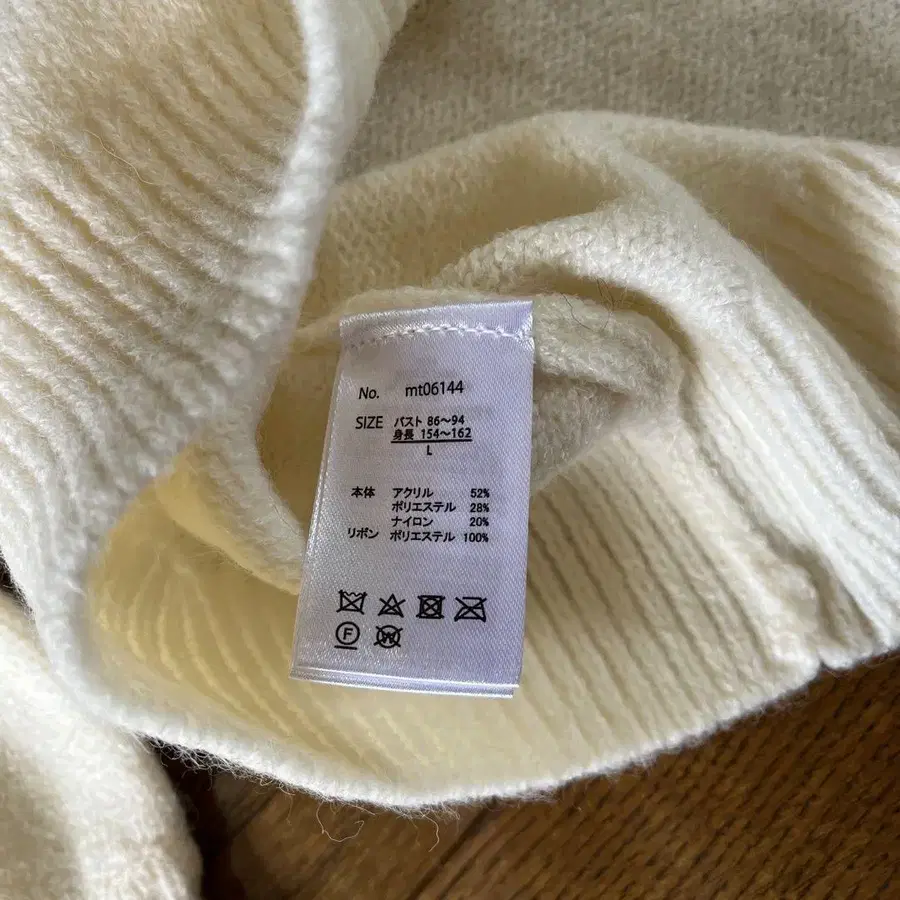 No. mt06144
SIZE バスト 86～94
身長 154～162
L
本体 アクリル 52%
ポリエステル 28%
ナイロン 20%
リボン ポリエステル 100%
F W